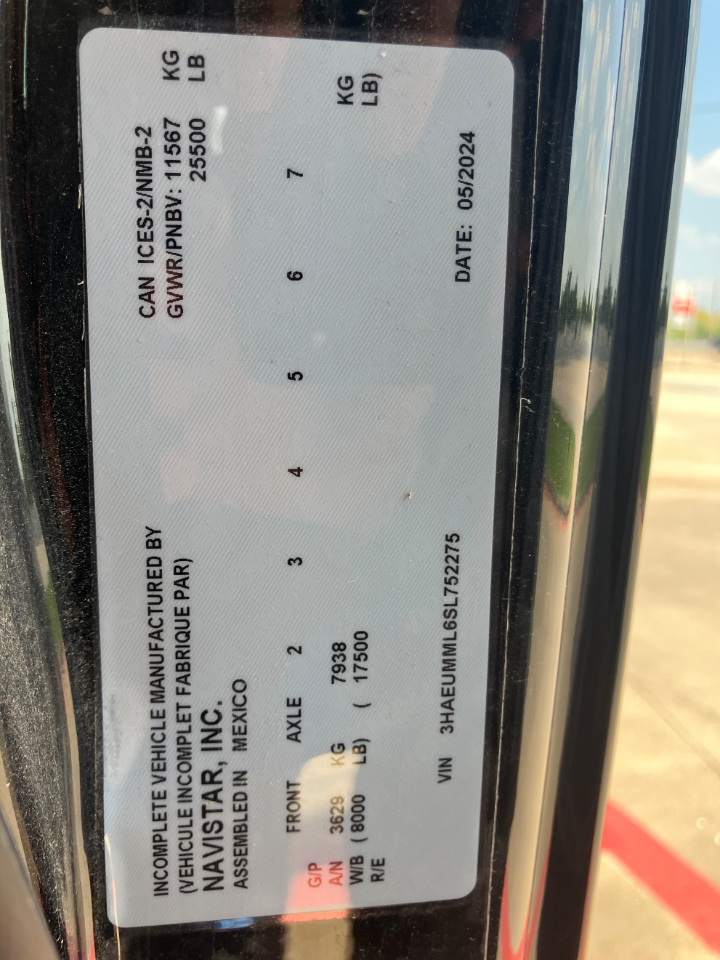 INCOMPLETE VEHICLE MANUFACTURED BY
(VEHICULE INCOMPLET FABRIQUE PAR)
NAVISTAR, INC.
ASSEMBLED IN MEXICO
CAN ICES-2/NMB-2
GVWR/PNBV: 11567 KG
25500 LB
FRONT AXLE 2 3 4 5 6 7
G/P
A/N 3629 KG 7938 KG
W/B ( 8000 LB) ( 17500 LB)
R/E
VIN 3HAEUMML6SL752275
DATE: 05/2024